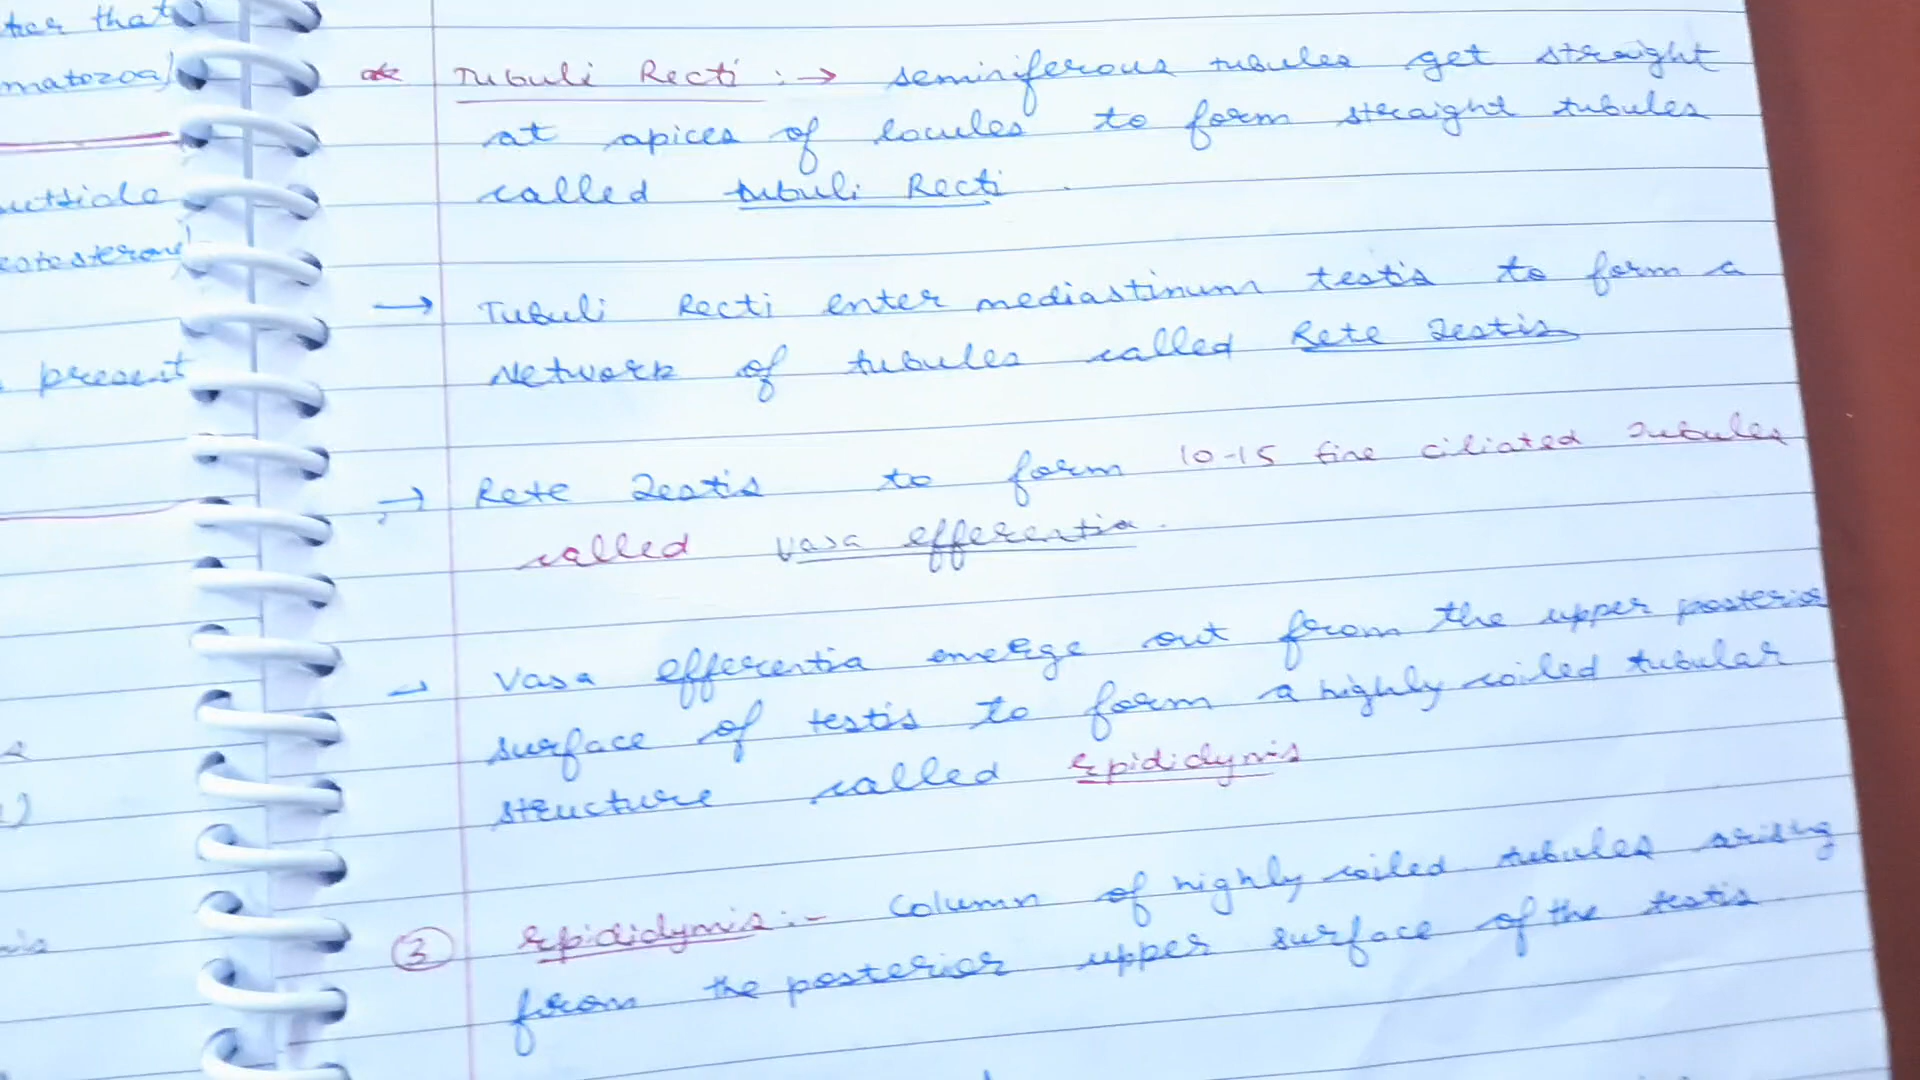 ter that
matozoa)
present
* Tubuli Recti :→ seminiferous tubules get straight
at apices of locules to form straight tubules
called tubuli Recti.
→ Tubuli Recti enter mediastinum testis to form a
Network of tubules called Rete Testis
→ Rete Testis to form 10-15 fine ciliated Tubules
called vasa efferentia.
→ Vasa efferentia emerge out from the upper posterior
surface of testis to form a highly coiled tubular
structure called Epididymis
③ Epididymis:- Column of highly coiled tubules arising
from the posterior upper surface of the testis